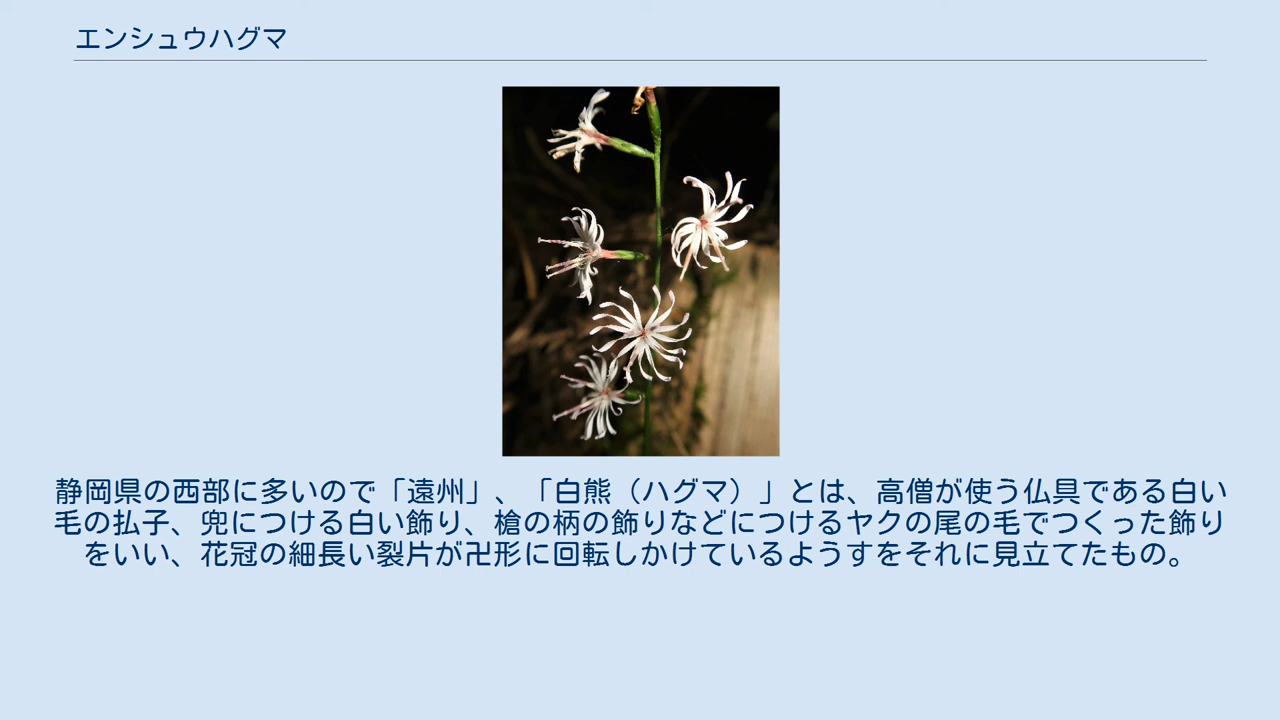 エンシュウハグマ
静岡県の西部に多いので「遠州」、「白熊（ハグマ）」とは、高僧が使う仏具である白い
毛の払子、兜につける白い飾り、槍の柄の飾りなどにつけるヤクの尾の毛でつくった飾り
をいい、花冠の細長い裂片が卍形に回転しかけているようすをそれに見立てたもの。